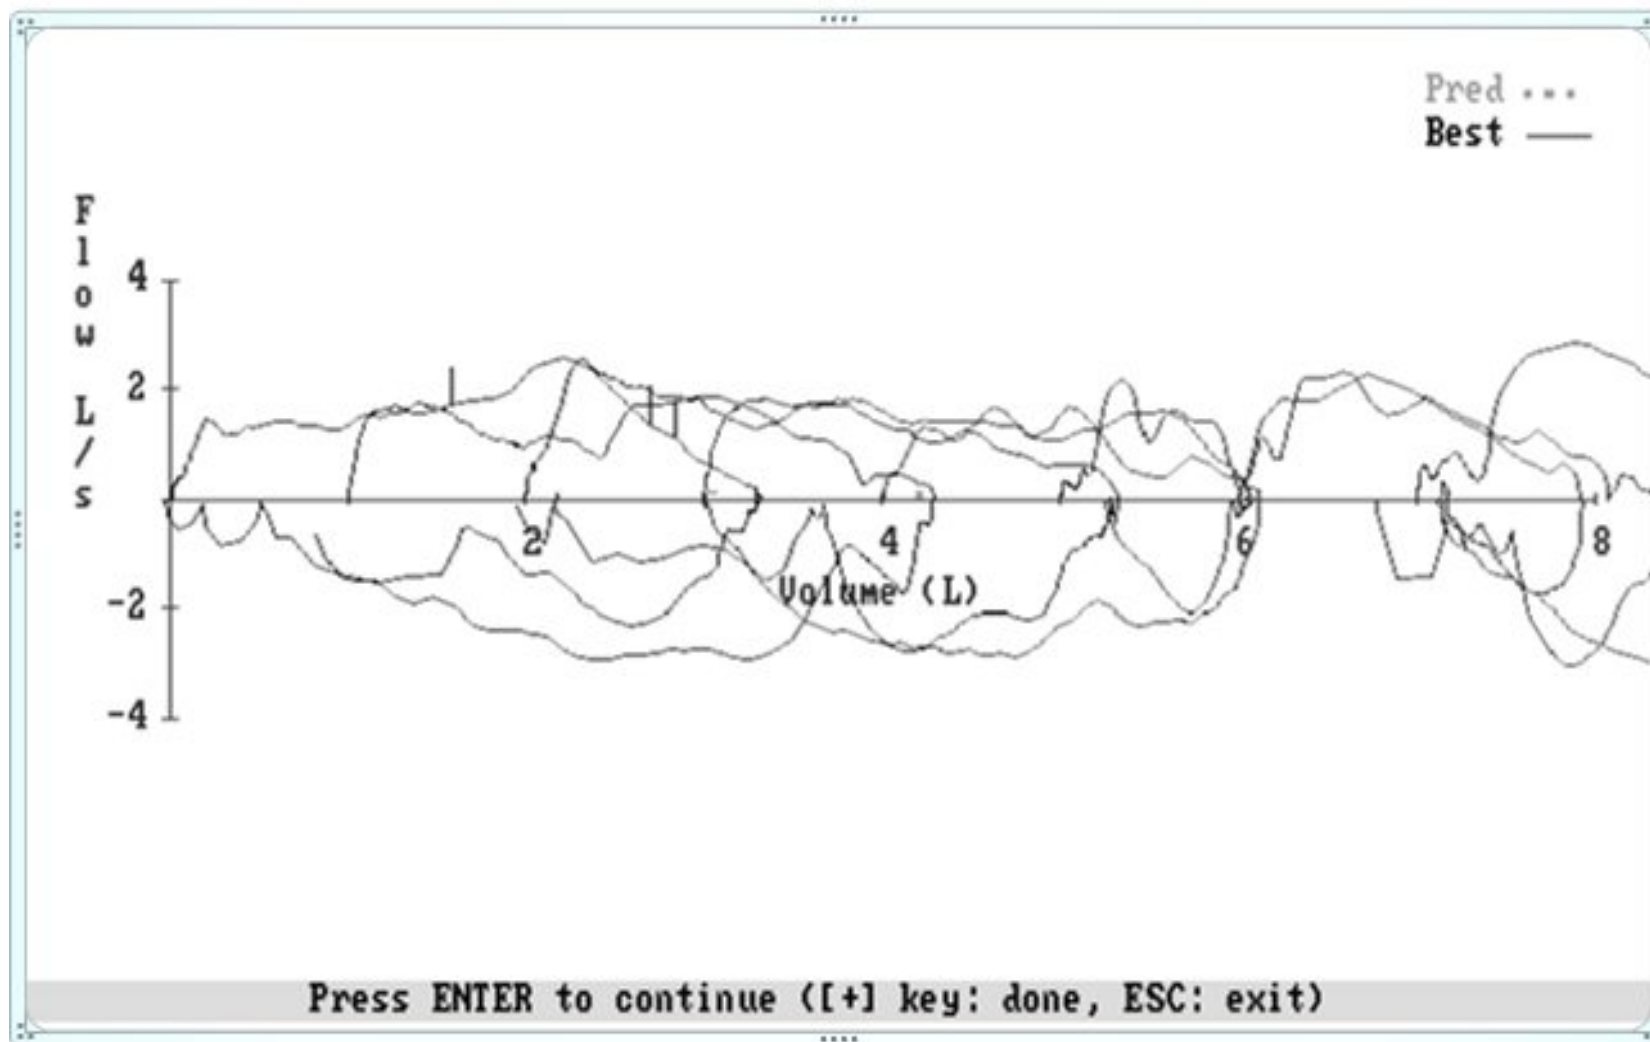 Pred ...
Best
Flow L/s
4
2
-2
-4
2
4
6
8
Volume (L)
Press ENTER to continue ([+] key: done, ESC: exit)